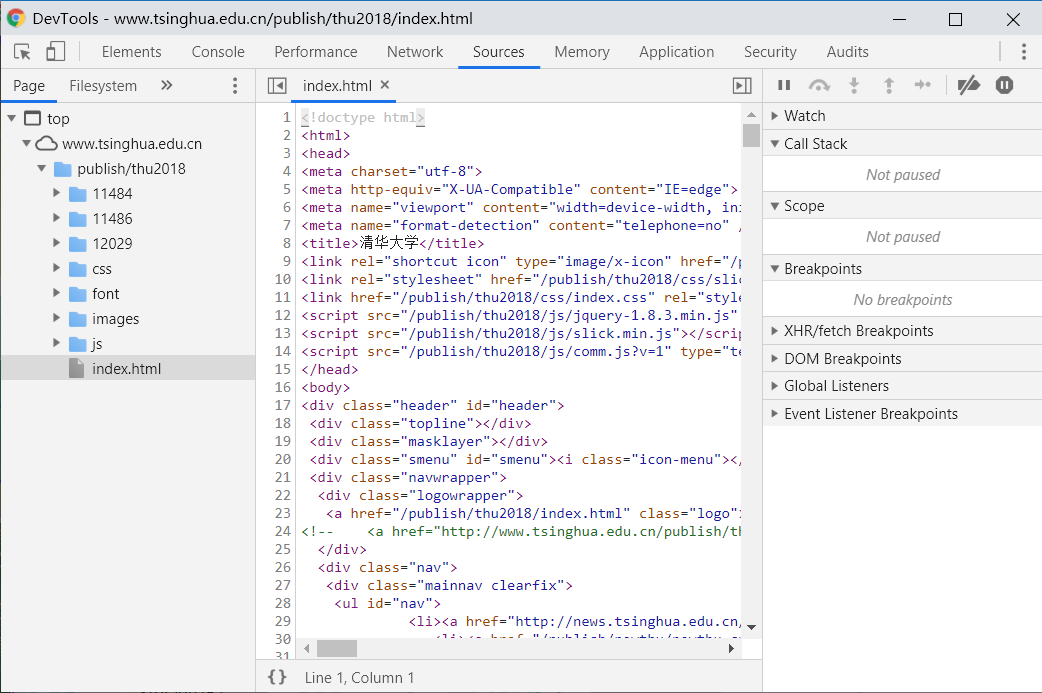 DevTools - www.tsinghua.edu.cn/publish/thu2018/index.html
Elements Console Performance Network Sources Memory Application Security Audits
Page Filesystem »
index.html ×
top
www.tsinghua.edu.cn
publish/thu2018
11484
11486
12029
css
font
images
js
index.html
1 <!doctype html>
2 <html>
3 <head>
4 <meta charset="utf-8">
5 <meta http-equiv="X-UA-Compatible" content="IE=edge">
6 <meta name="viewport" content="width=device-width, ini
7 <meta name="format-detection" content="telephone=no" /
8 <title>清华大学</title>
9 <link rel="shortcut icon" type="image/x-icon" href="/p
10 <link rel="stylesheet" href="/publish/thu2018/css/slic
11 <link href="/publish/thu2018/css/index.css" rel="style
12 <script src="/publish/thu2018/js/jquery-1.8.3.min.js"
13 <script src="/publish/thu2018/js/slick.min.js"></scrip
14 <script src="/publish/thu2018/js/comm.js?v=1" type="te
15 </head>
16 <body>
17 <div class="header" id="header">
18 <div class="topline"></div>
19 <div class="masklayer"></div>
20 <div class="smenu" id="smenu"><i class="icon-menu"></
21 <div class="navwrapper">
22 <div class="logowrapper">
23 <a href="/publish/thu2018/index.html" class="logo"
24 <!-- <a href="http://www.tsinghua.edu.cn/publish/th
25 </div>
26 <div class="nav">
27 <div class="mainnav clearfix">
28 <ul id="nav">
29 <li><a href="http://news.tsinghua.edu.cn/
30
31
{} Line 1, Column 1
Watch
Call Stack
Not paused
Scope
Not paused
Breakpoints
No breakpoints
XHR/fetch Breakpoints
DOM Breakpoints
Global Listeners
Event Listener Breakpoints